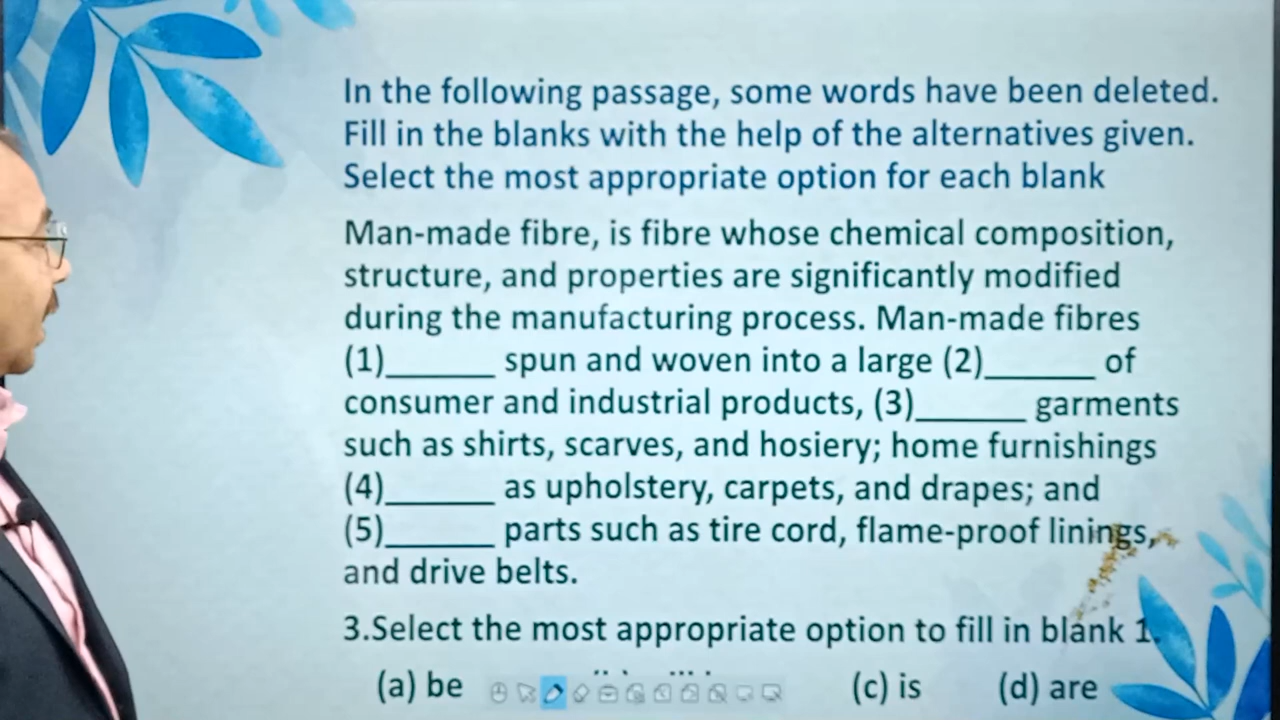 In the following passage, some words have been deleted.
Fill in the blanks with the help of the alternatives given.
Select the most appropriate option for each blank
Man-made fibre, is fibre whose chemical composition,
structure, and properties are significantly modified
during the manufacturing process. Man-made fibres
(1)______ spun and woven into a large (2)______ of
consumer and industrial products, (3)______ garments
such as shirts, scarves, and hosiery; home furnishings
(4)______ as upholstery, carpets, and drapes; and
(5)______ parts such as tire cord, flame-proof linings,
and drive belts.
3.Select the most appropriate option to fill in blank 1.
(a) be (c) is (d) are